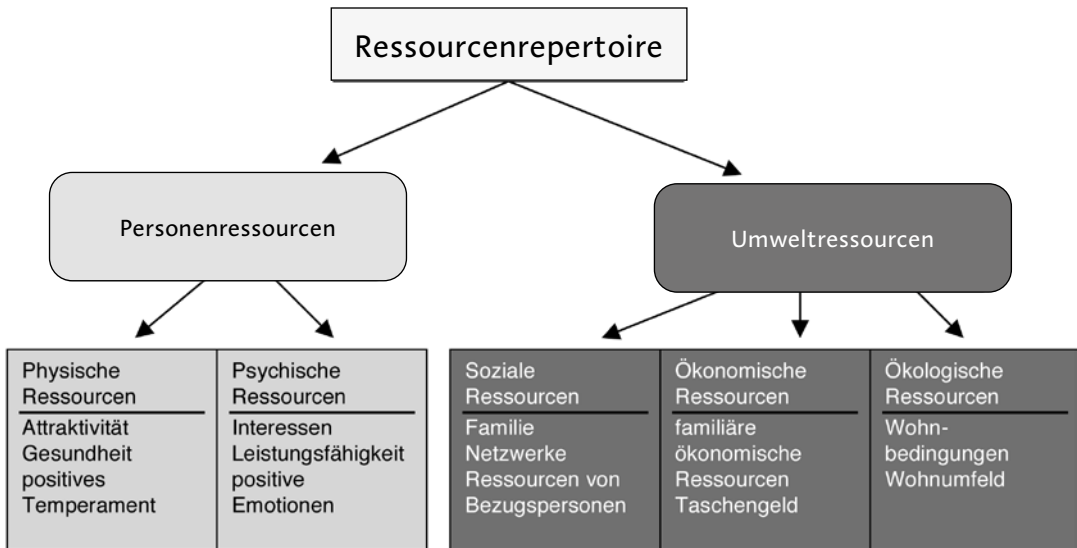 Ressourcenrepertoire
Personenressourcen
Umweltressourcen
Physische
Ressourcen
Attraktivität
Gesundheit
positives
Temperament
Psychische
Ressourcen
Interessen
Leistungsfähigkeit
positive
Emotionen
Soziale
Ressourcen
Familie
Netzwerke
Ressourcen von
Bezugspersonen
Ökonomische
Ressourcen
familiäre
ökonomische
Ressourcen
Taschengeld
Ökologische
Ressourcen
Wohn-
bedingungen
Wohnumfeld